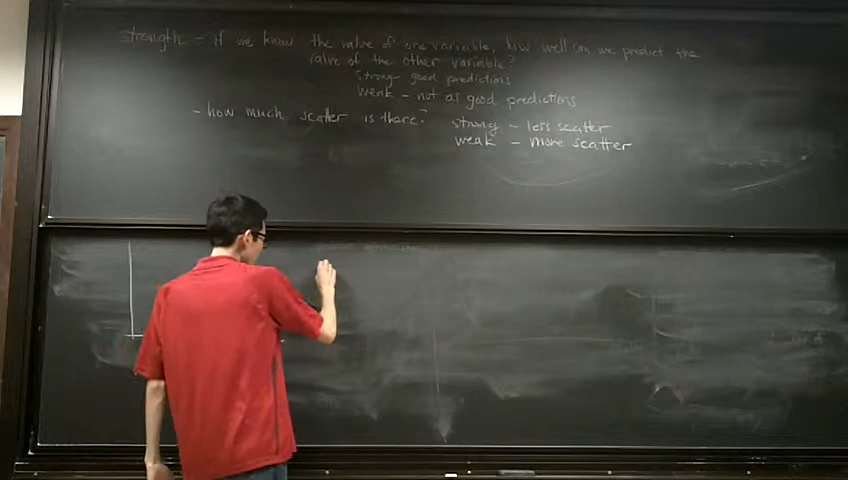 strength - if we know the value of one variable, how well can we predict the
value of the other variable?
strong - good predictions
weak - not as good predictions
- how much scatter is there? strong - less scatter
weak - more scatter